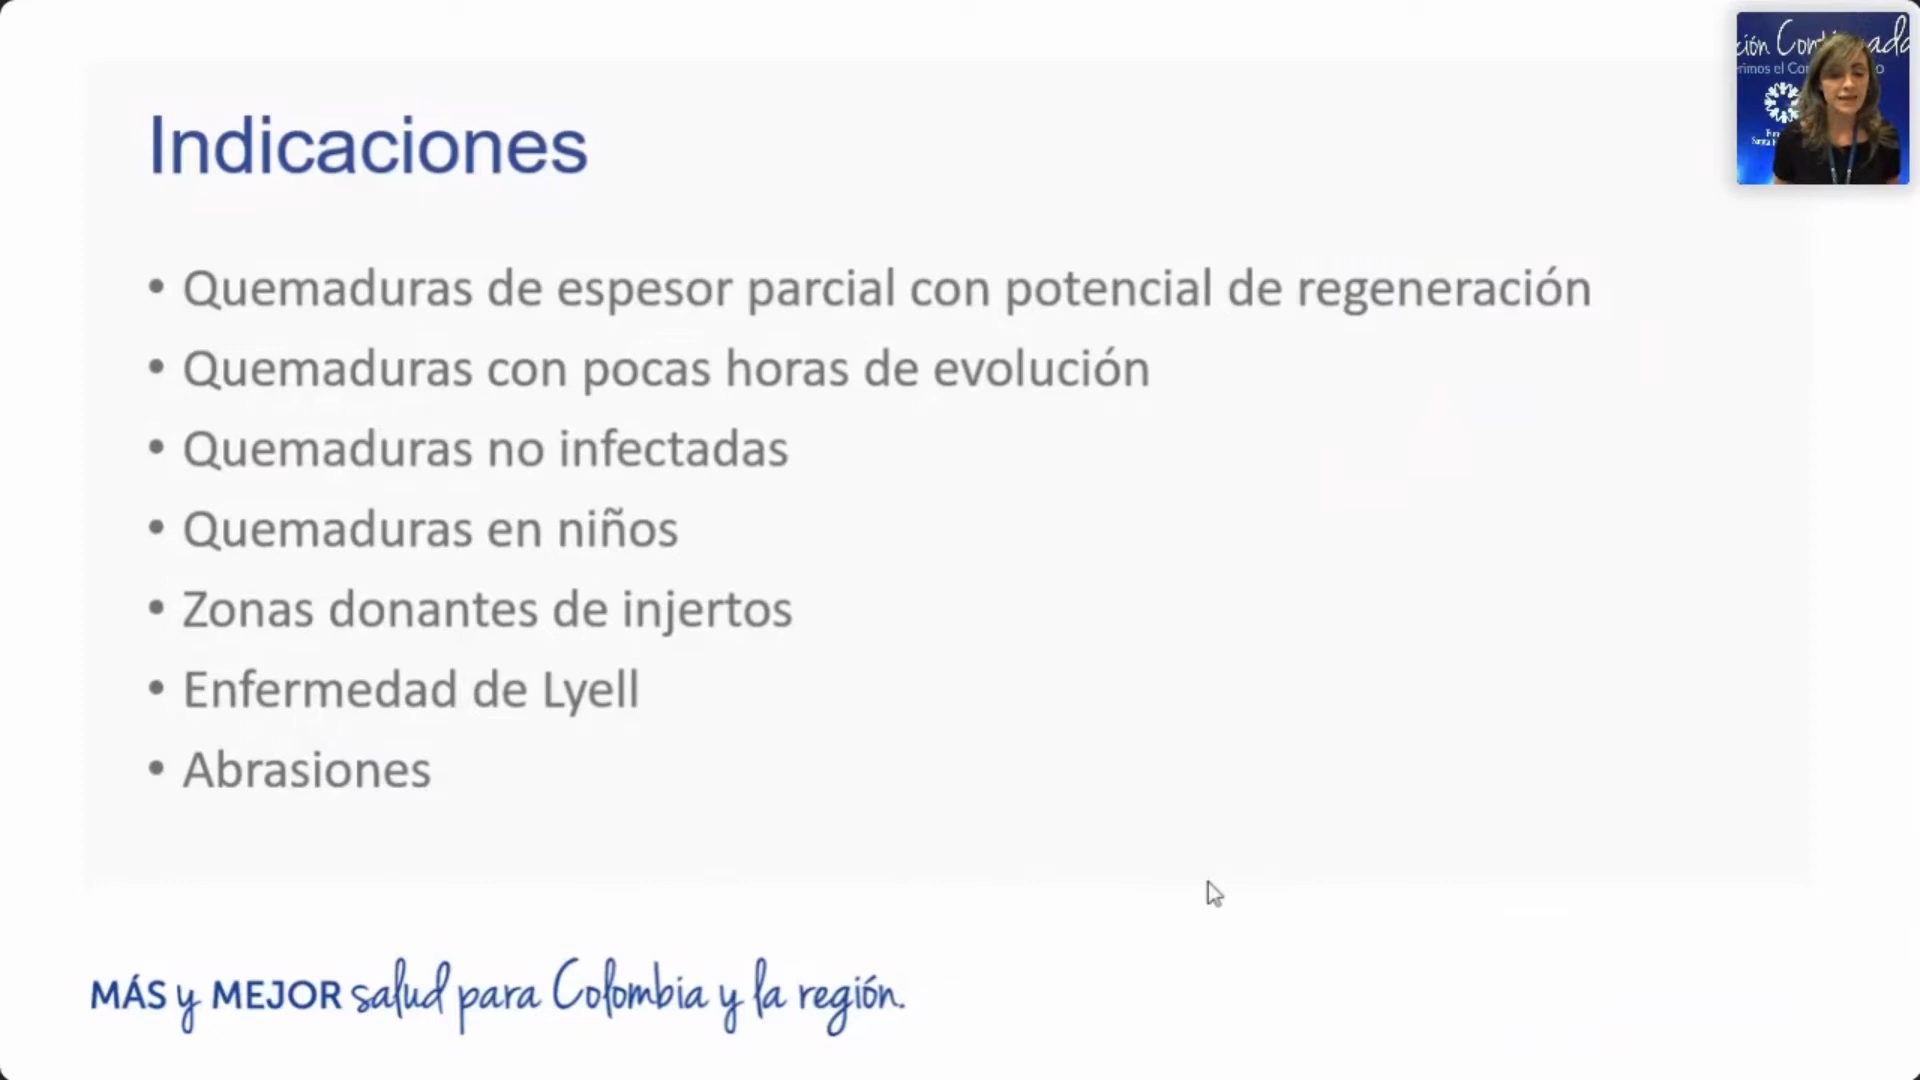 Indicaciones
• Quemaduras de espesor parcial con potencial de regeneración
• Quemaduras con pocas horas de evolución
• Quemaduras no infectadas
• Quemaduras en niños
• Zonas donantes de injertos
• Enfermedad de Lyell
• Abrasiones
MÁS y MEJOR salud para Colombia y la región.